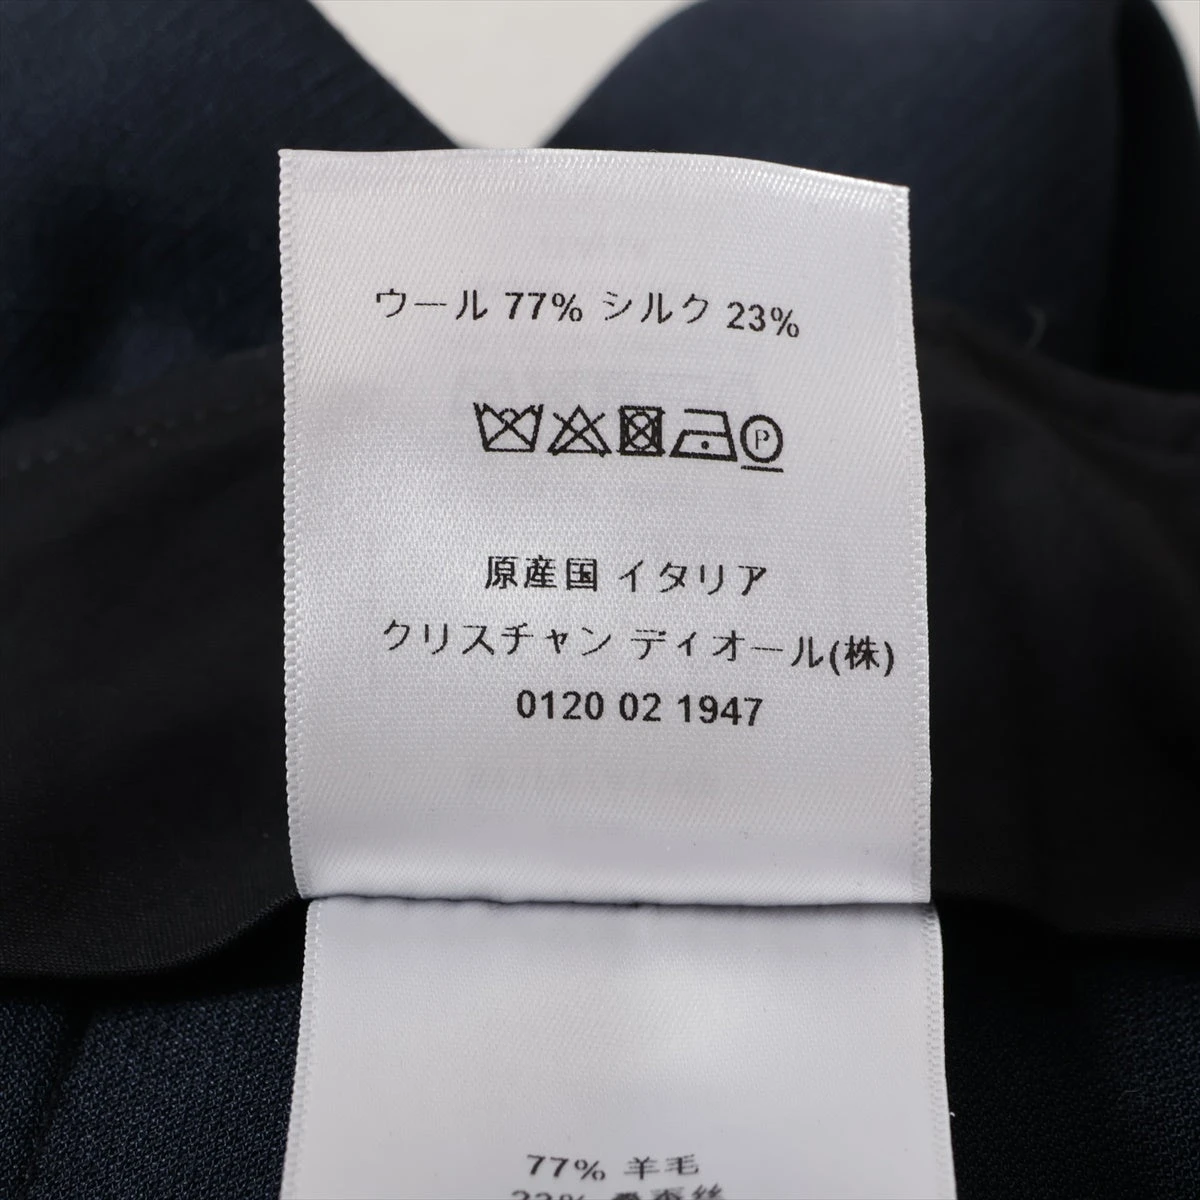 ウール 77% シルク 23%
P
原産国 イタリア
クリスチャン ディオール(株)
0120 02 1947
77% 羊毛